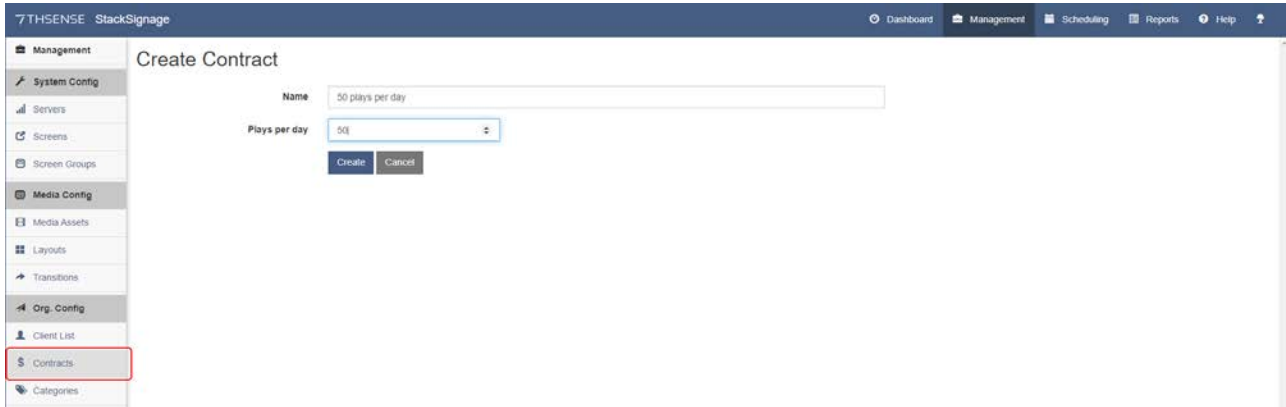 7THSENSE StackSignage
Dashboard Management Scheduling Reports Help
Management
System Config
Servers
Screens
Screen Groups
Media Config
Media Assets
Layouts
Transitions
Org. Config
Client List
$ Contracts
Categories
Create Contract
Name 50 plays per day
Plays per day 50
Create Cancel